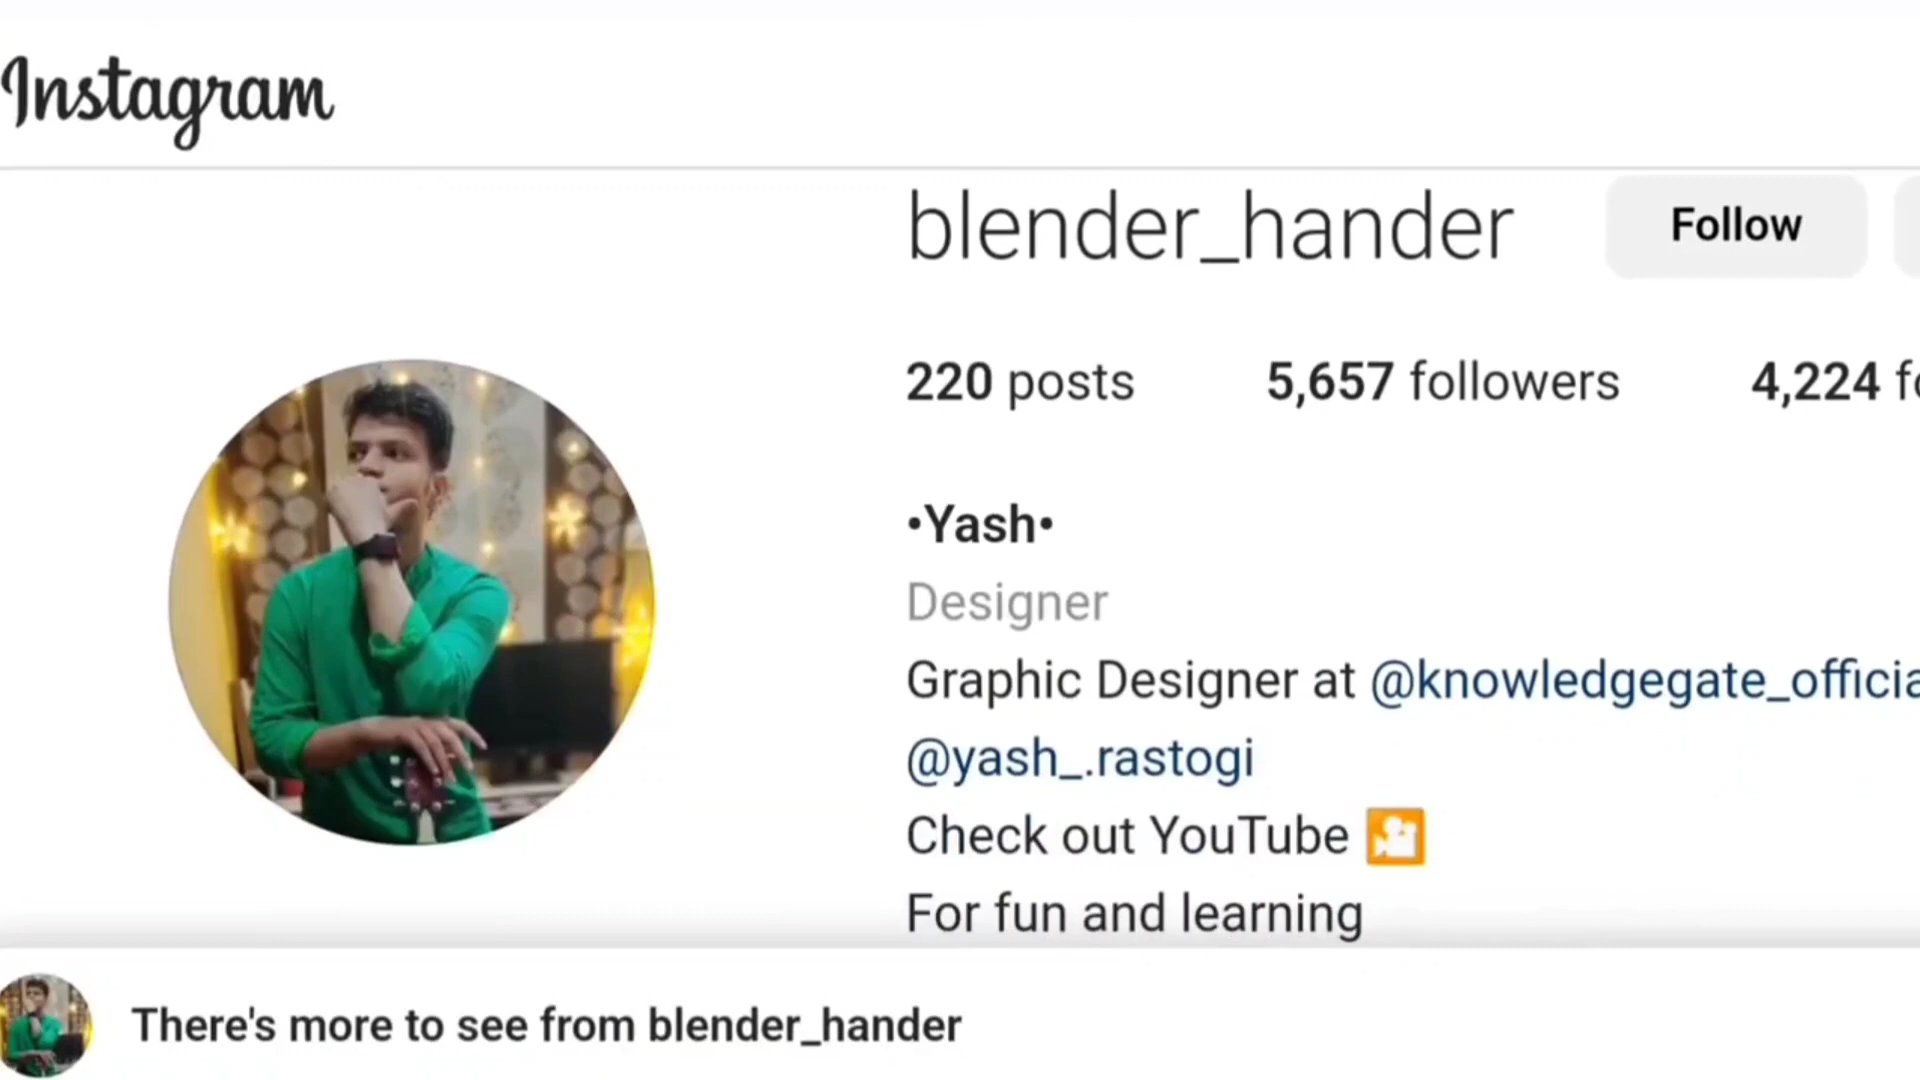 Instagram
blender_hander Follow
220 posts 5,657 followers 4,224
•Yash•
Designer
Graphic Designer at @knowledgegate_officia
@yash_.rastogi
Check out YouTube 🎦
For fun and learning
There's more to see from blender_hander